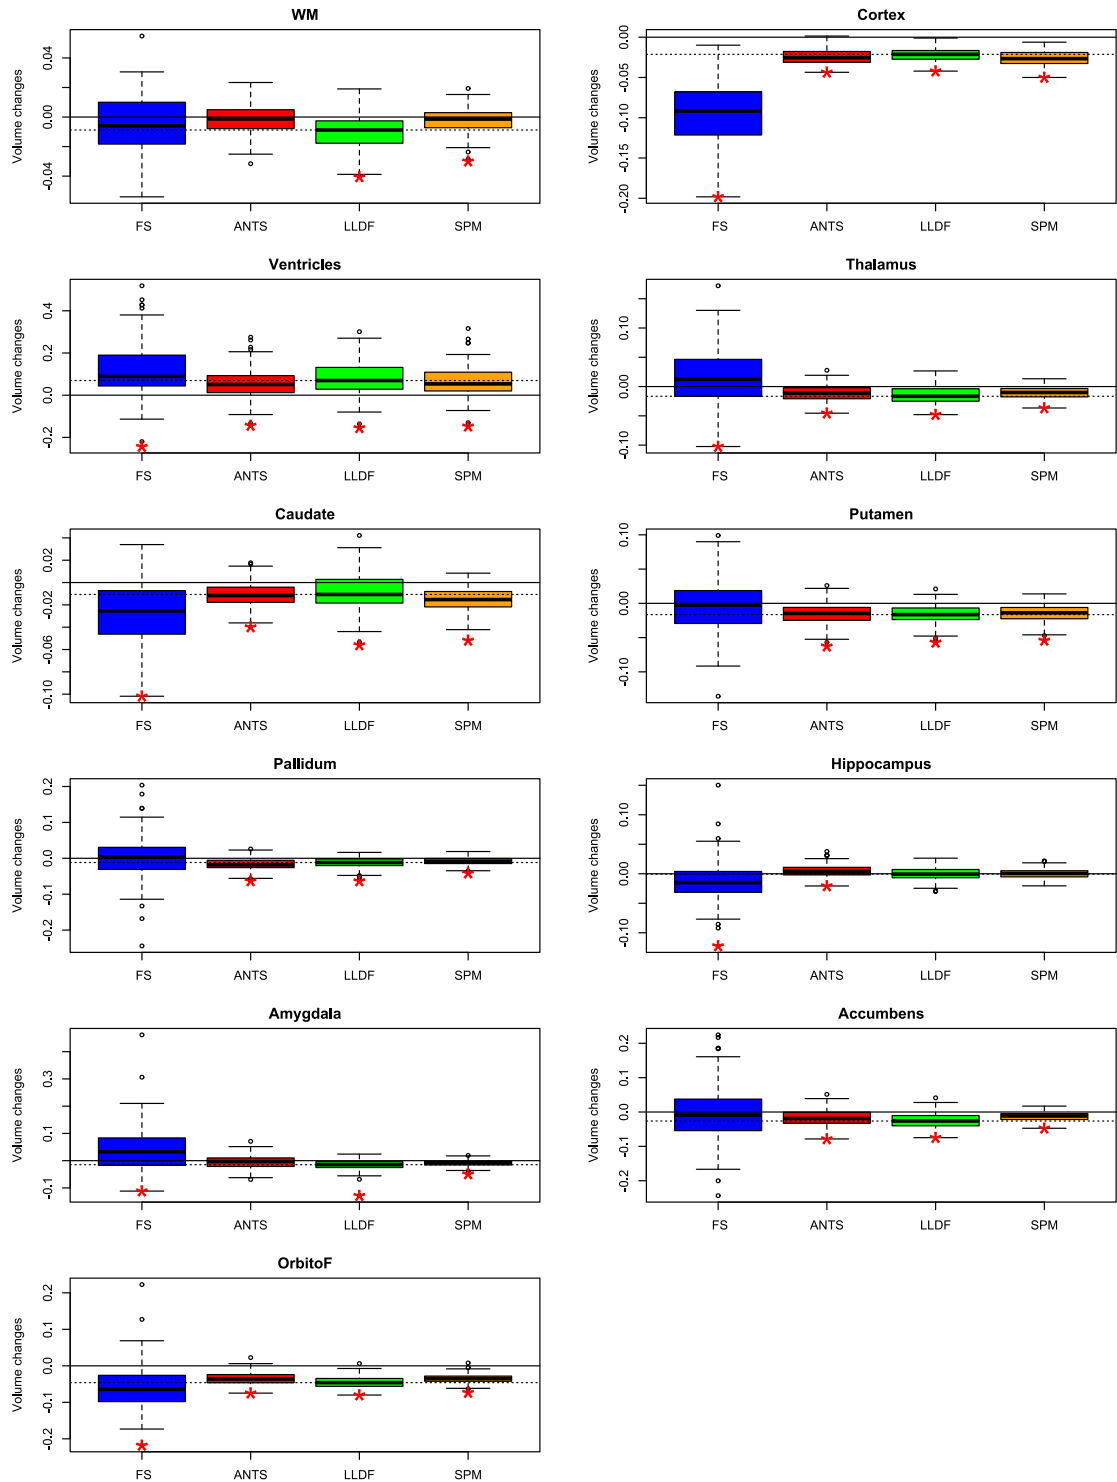 WM
Volume changes
0.04
0.00
-0.04
FS ANTS LLDF SPM
Cortex
Volume changes
0.00
-0.05
-0.10
-0.15
-0.20
FS ANTS LLDF SPM
Ventricles
Volume changes
0.4
0.2
0.0
-0.2
FS ANTS LLDF SPM
Thalamus
Volume changes
0.10
0.00
-0.10
FS ANTS LLDF SPM
Caudate
Volume changes
0.02
-0.02
-0.06
-0.10
FS ANTS LLDF SPM
Putamen
Volume changes
0.10
0.00
-0.10
FS ANTS LLDF SPM
Pallidum
Volume changes
0.2
0.1
0.0
-0.1
-0.2
FS ANTS LLDF SPM
Hippocampus
Volume changes
0.10
0.00
-0.10
FS ANTS LLDF SPM
Amygdala
Volume changes
0.3
0.1
-0.1
FS ANTS LLDF SPM
Accumbens
Volume changes
0.2
0.1
0.0
-0.1
-0.2
FS ANTS LLDF SPM
OrbitoF
Volume changes
0.2
0.1
0.0
-0.1
-0.2
FS ANTS LLDF SPM